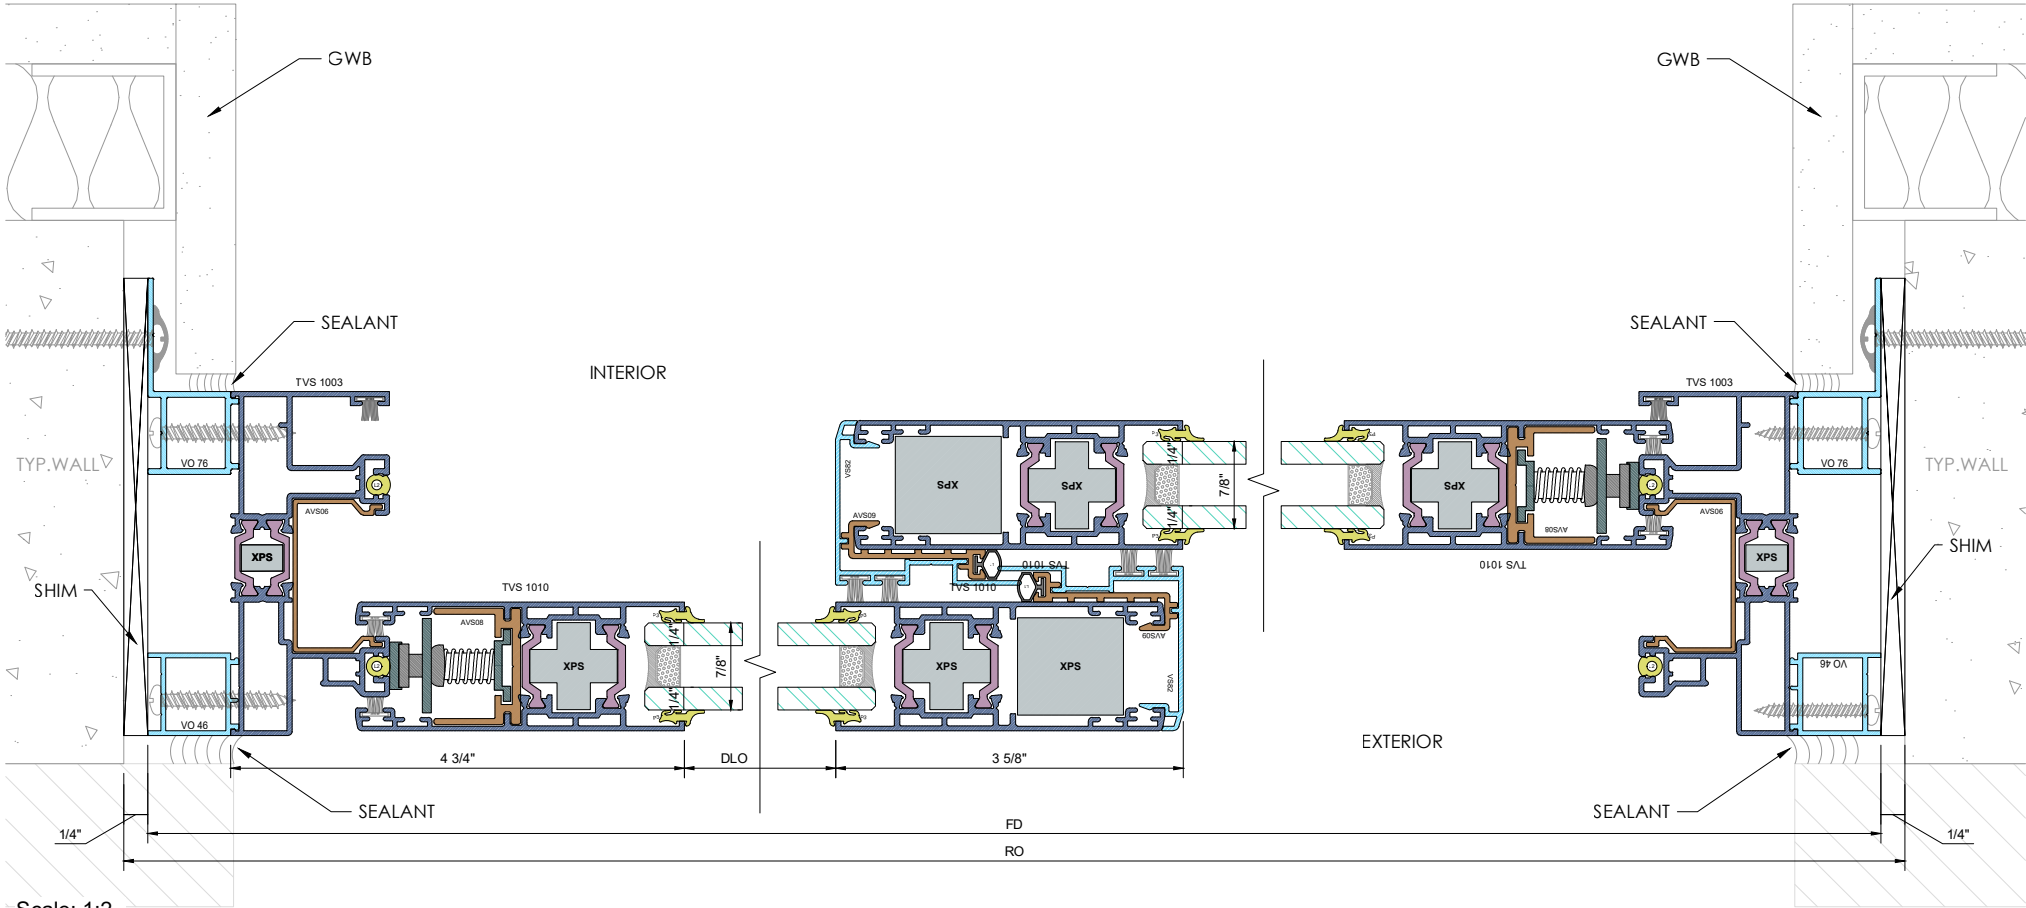 GWB
GWB
SEALANT
SEALANT
INTERIOR
TVS 1003
TVS 1003
TYP.WALL
TYP.WALL
VO 76
VO 76
AVS06
AVS06
VS82
AVS09
XPS
XPS
XPS
1/4"
7/8"
1/4"
AVS08
TVS 1010
TVS 1010
XPS
XPS
SHIM
SHIM
TVS 1010
TVS 1010
AVS08
XPS
1/4"
7/8"
1/4"
XPS
XPS
AVS09
VS82
VO 46
VO 46
EXTERIOR
4 3/4"
DLO
3 5/8"
SEALANT
SEALANT
1/4"
FD
1/4"
RO